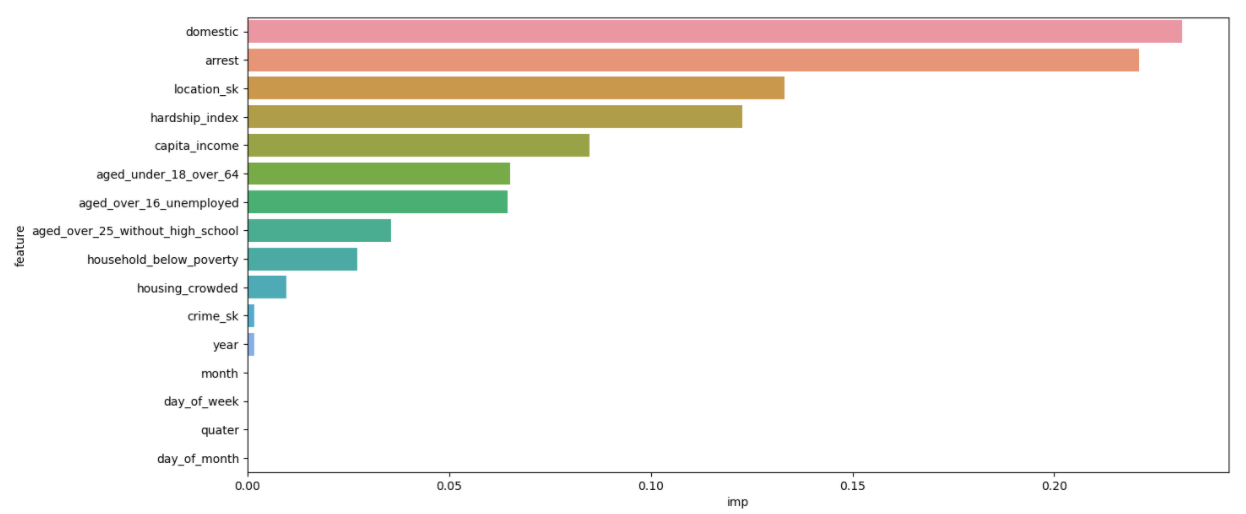 domestic
arrest
location_sk
hardship_index
capita_income
aged_under_18_over_64
aged_over_16_unemployed
aged_over_25_without_high_school
household_below_poverty
housing_crowded
crime_sk
year
month
day_of_week
quater
day_of_month
feature
0.00 0.05 0.10 0.15 0.20
imp